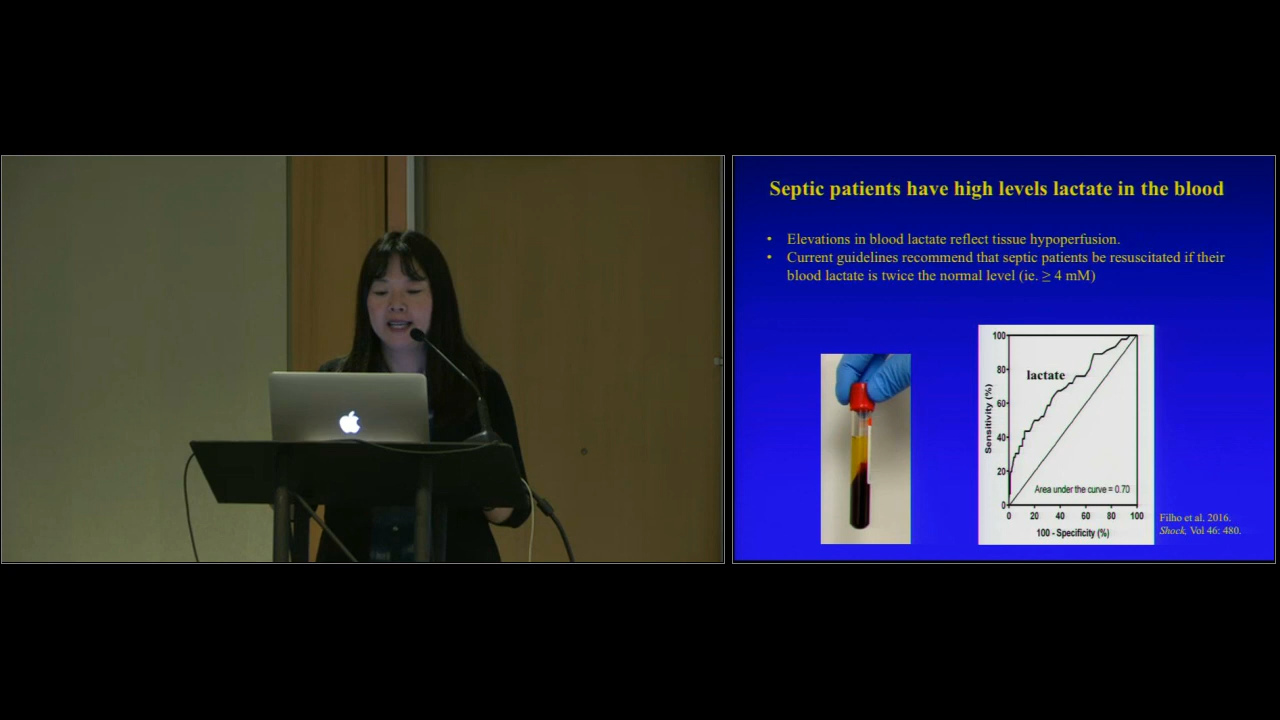 Septic patients have high levels lactate in the blood
• Elevations in blood lactate reflect tissue hypoperfusion.
• Current guidelines recommend that septic patients be resuscitated if their
blood lactate is twice the normal level (ie. ≥ 4 mM)
100
80
60
40
20
0
Sensitivity (%)
lactate
Area under the curve = 0.70
0 20 40 60 80 100
100 - Specificity (%)
Filho et al. 2016.
Shock, Vol 46: 480.